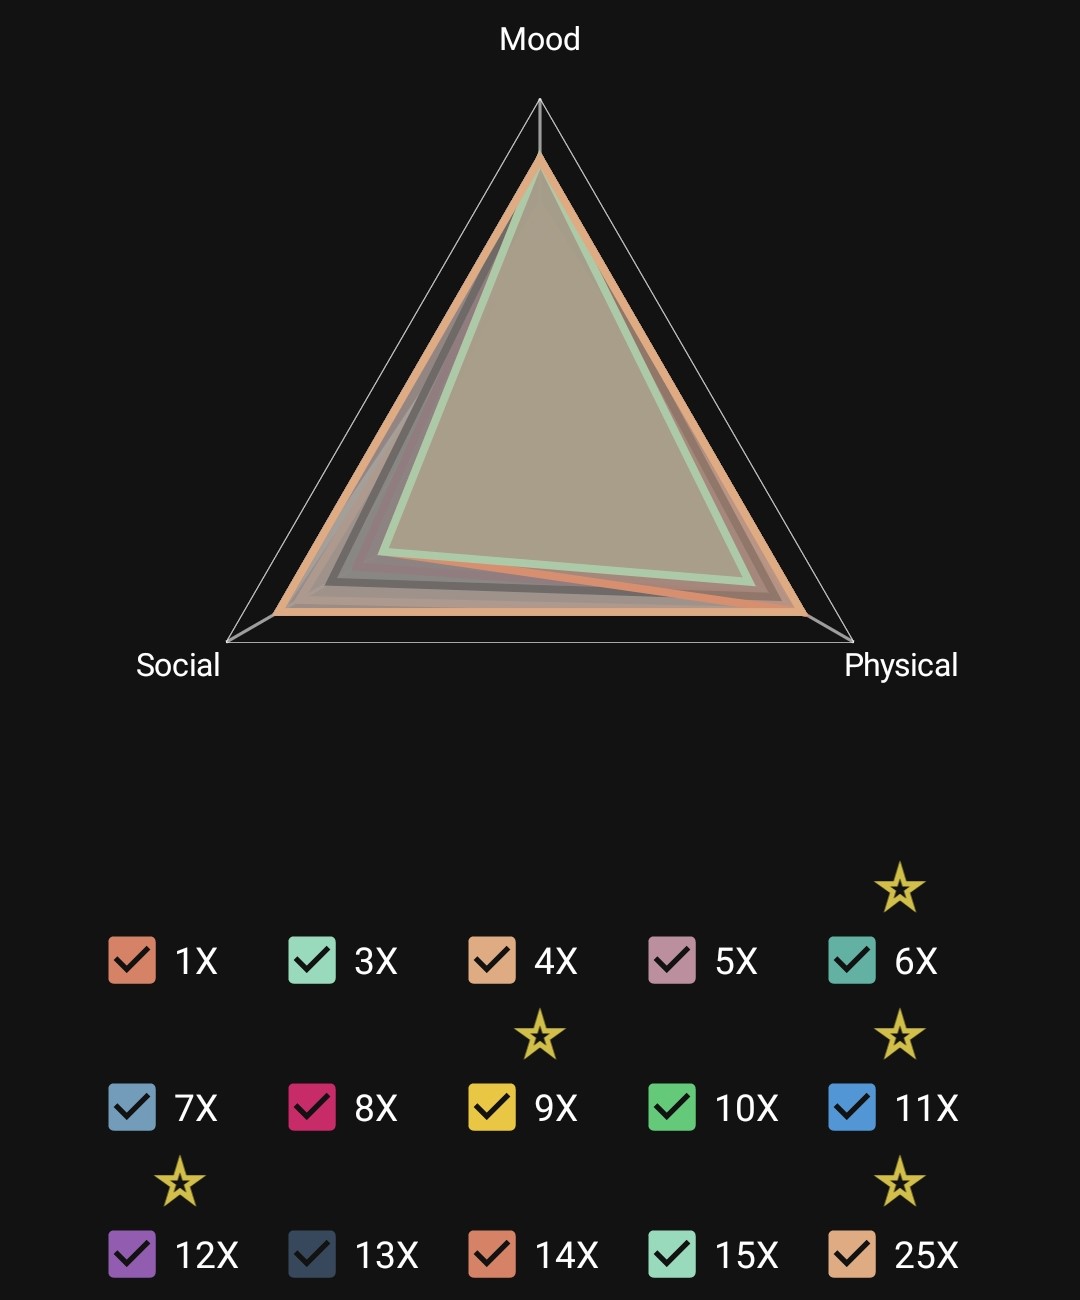 Mood
Social Physical
1X 3X 4X 5X 6X
7X 8X 9X 10X 11X
12X 13X 14X 15X 25X